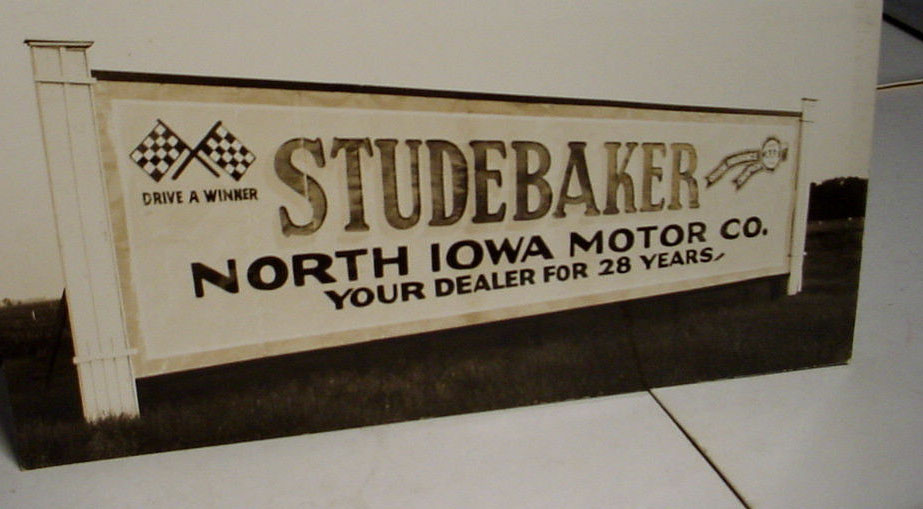 STUDEBAKER
DRIVE A WINNER
NORTH IOWA MOTOR CO.
YOUR DEALER FOR 28 YEARS